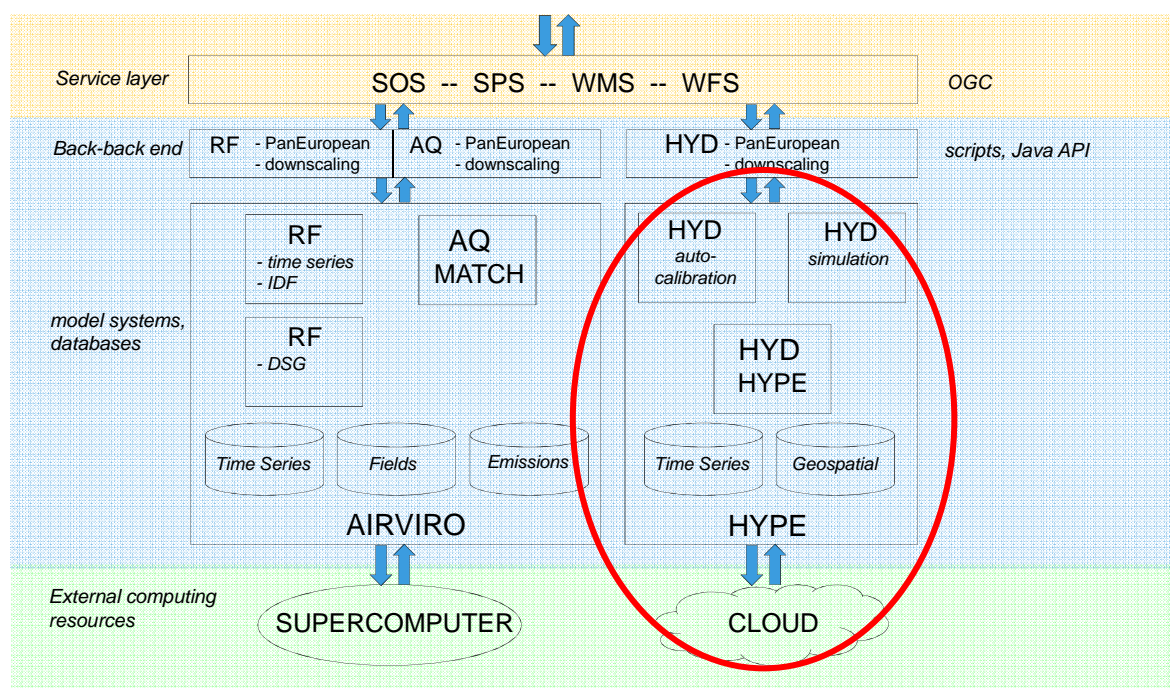 Service layer
SOS -- SPS -- WMS -- WFS
OGC
Back-back end
RF - PanEuropean
- downscaling
AQ - PanEuropean
- downscaling
HYD - PanEuropean
- downscaling
scripts, Java API
model systems,
databases
RF
- time series
- IDF
AQ
MATCH
RF
- DSG
Time Series
Fields
Emissions
AIRVIRO
HYD
auto-
calibration
HYD
simulation
HYD
HYPE
Time Series
Geospatial
HYPE
External computing
resources
SUPERCOMPUTER
CLOUD